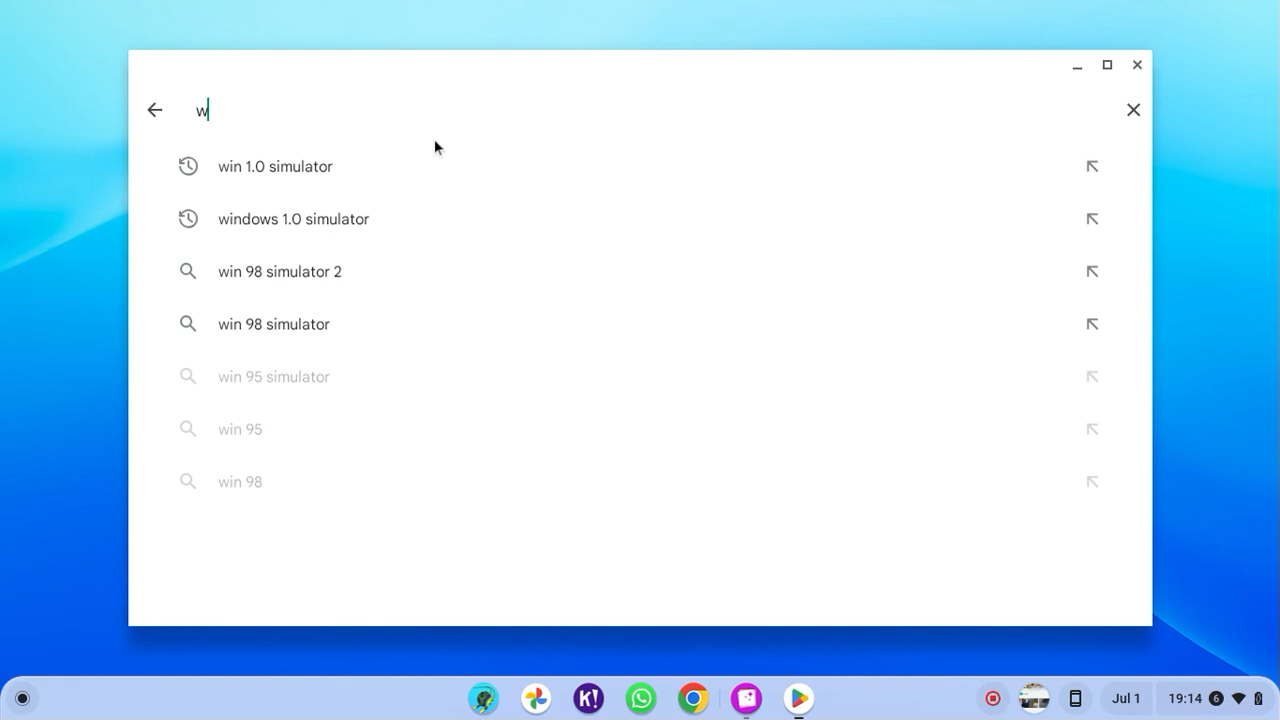 w
win 1.0 simulator
windows 1.0 simulator
win 98 simulator 2
win 98 simulator
win 95 simulator
win 95
win 98
K!
Jul 1
19:14 6